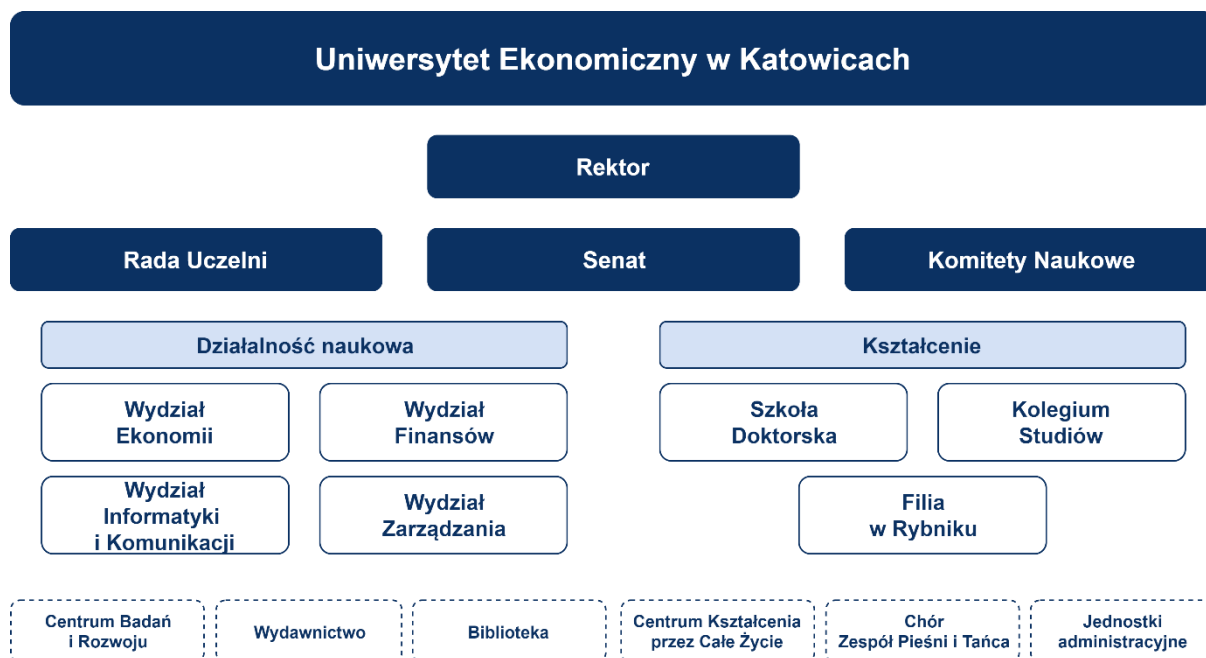 Uniwersytet Ekonomiczny w Katowicach
Rektor
Rada Uczelni
Senat
Komitety Naukowe
Działalność naukowa
Kształcenie
Wydział
Ekonomii
Wydział
Finansów
Szkoła
Doktorska
Kolegium
Studiów
Wydział
Informatyki
i Komunikacji
Wydział
Zarządzania
Filia
w Rybniku
Centrum Badań
i Rozwoju
Wydawnictwo
Biblioteka
Centrum Kształcenia
przez Całe Życie
Chór
Zespół Pieśni i Tańca
Jednostki
administracyjne